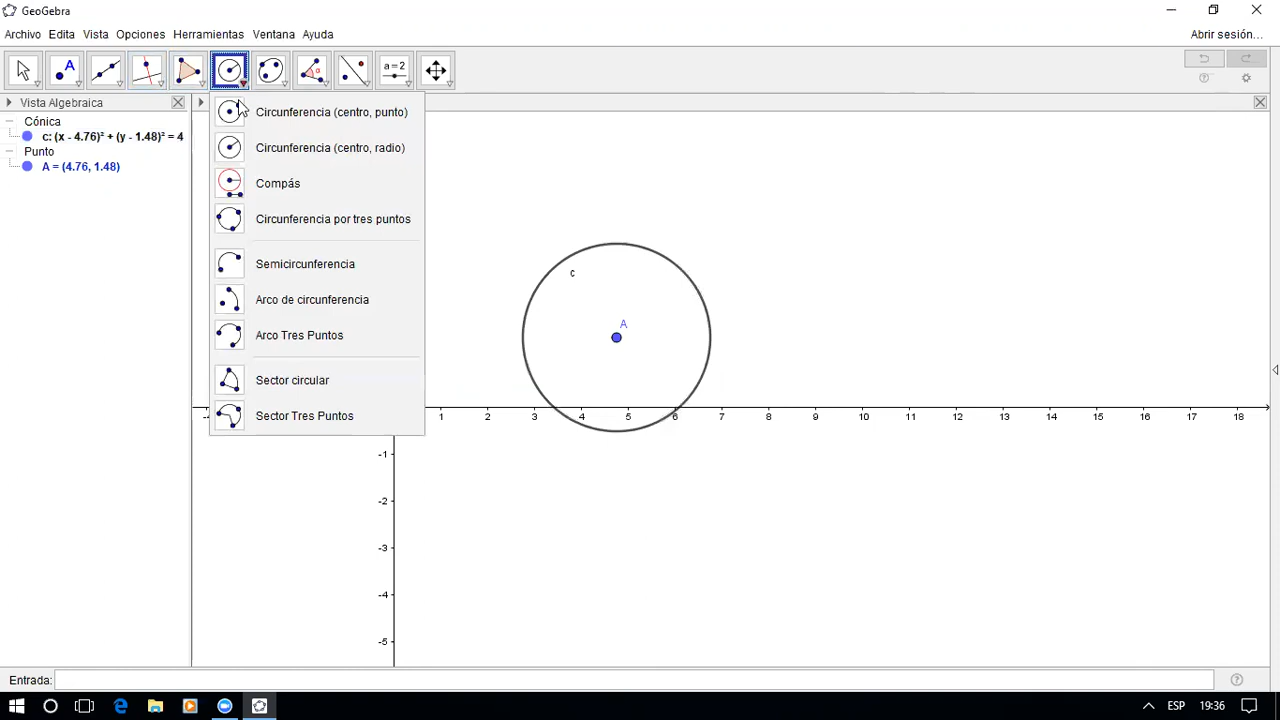 GeoGebra
Archivo Edita Vista Opciones Herramientas Ventana Ayuda
Abrir sesión...
A
α
a=2
Vista Algebraica
Cónica
c: (x - 4.76)² + (y - 1.48)² = 4
Punto
A = (4.76, 1.48)
Circunferencia (centro, punto)
Circunferencia (centro, radio)
Compás
Circunferencia por tres puntos
Semicircunferencia
Arco de circunferencia
Arco Tres Puntos
Sector circular
Sector Tres Puntos
c
A
1 2 3 4 5 6 7 8 9 10 11 12 13 14 15 16 17 18
-1
-2
-3
-4
-5
Entrada:
ESP 19:36